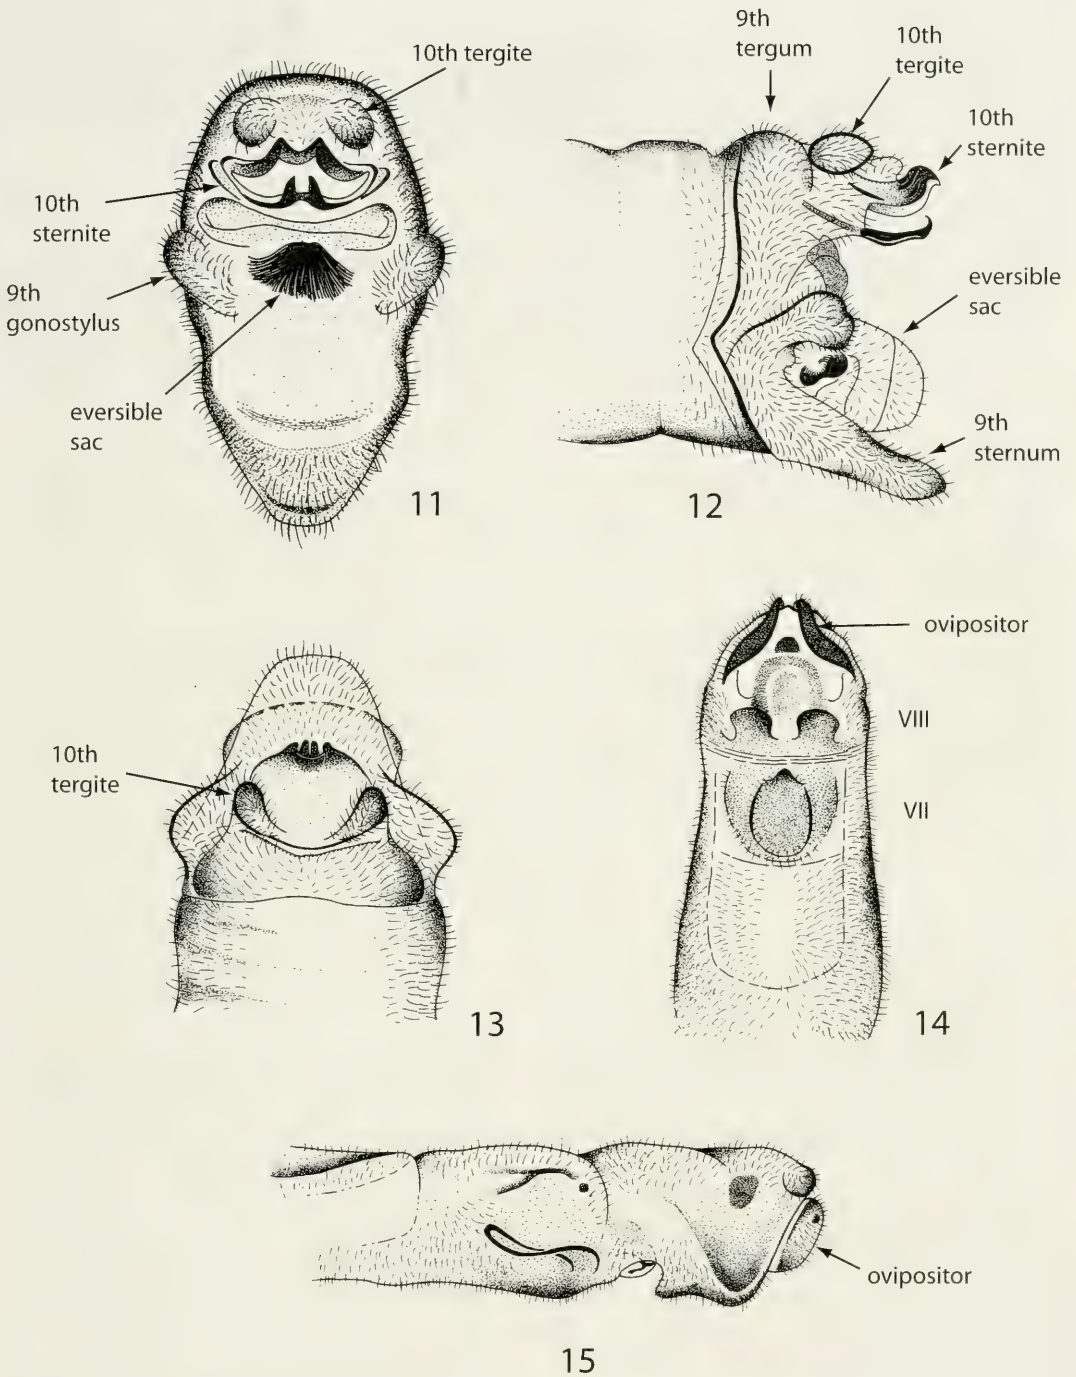 10th tergite
10th
sternite
9th
gonostylus
eversible
sac
11
9th
tergum
10th
tergite
10th
sternite
eversible
sac
9th
sternum
12
10th
tergite
13
ovipositor
VIII
VII
14
ovipositor
15